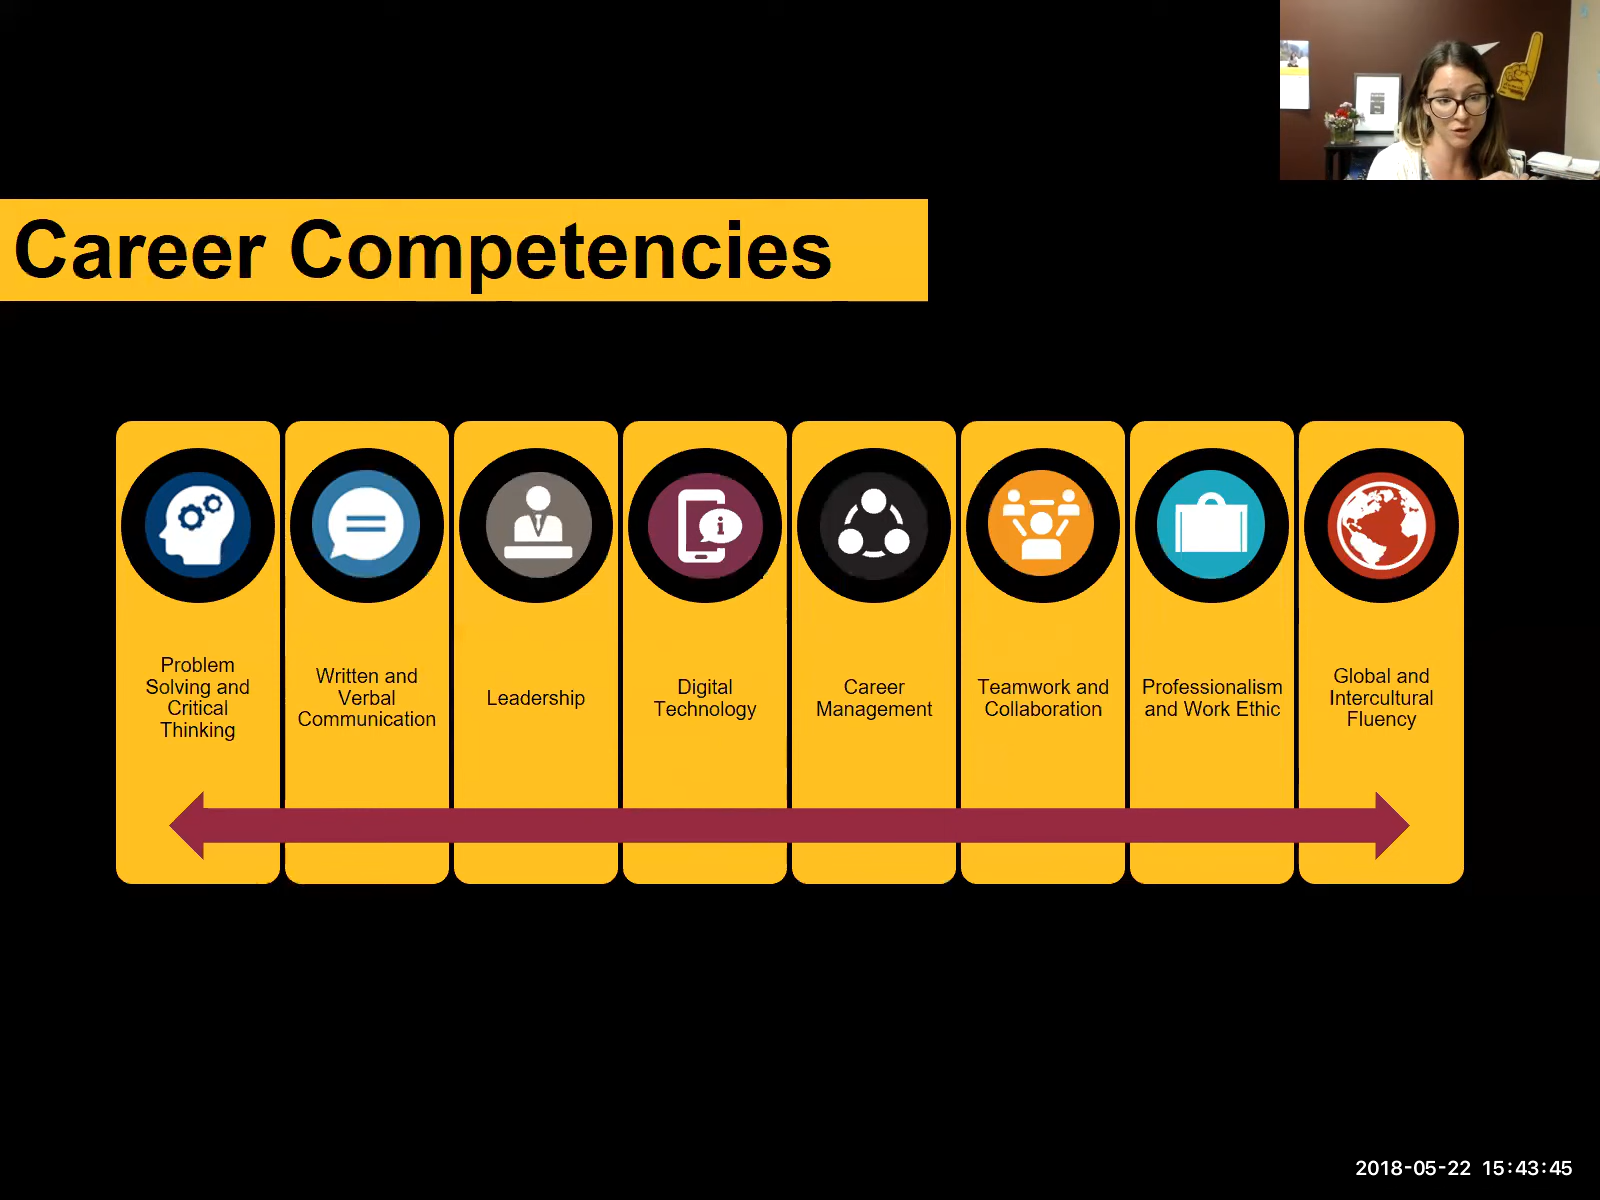 Career Competencies
Problem
Solving and
Critical
Thinking
Written and
Verbal
Communication
Leadership
Digital
Technology
Career
Management
Teamwork and
Collaboration
Professionalism
and Work Ethic
Global and
Intercultural
Fluency
2018-05-22 15:43:45